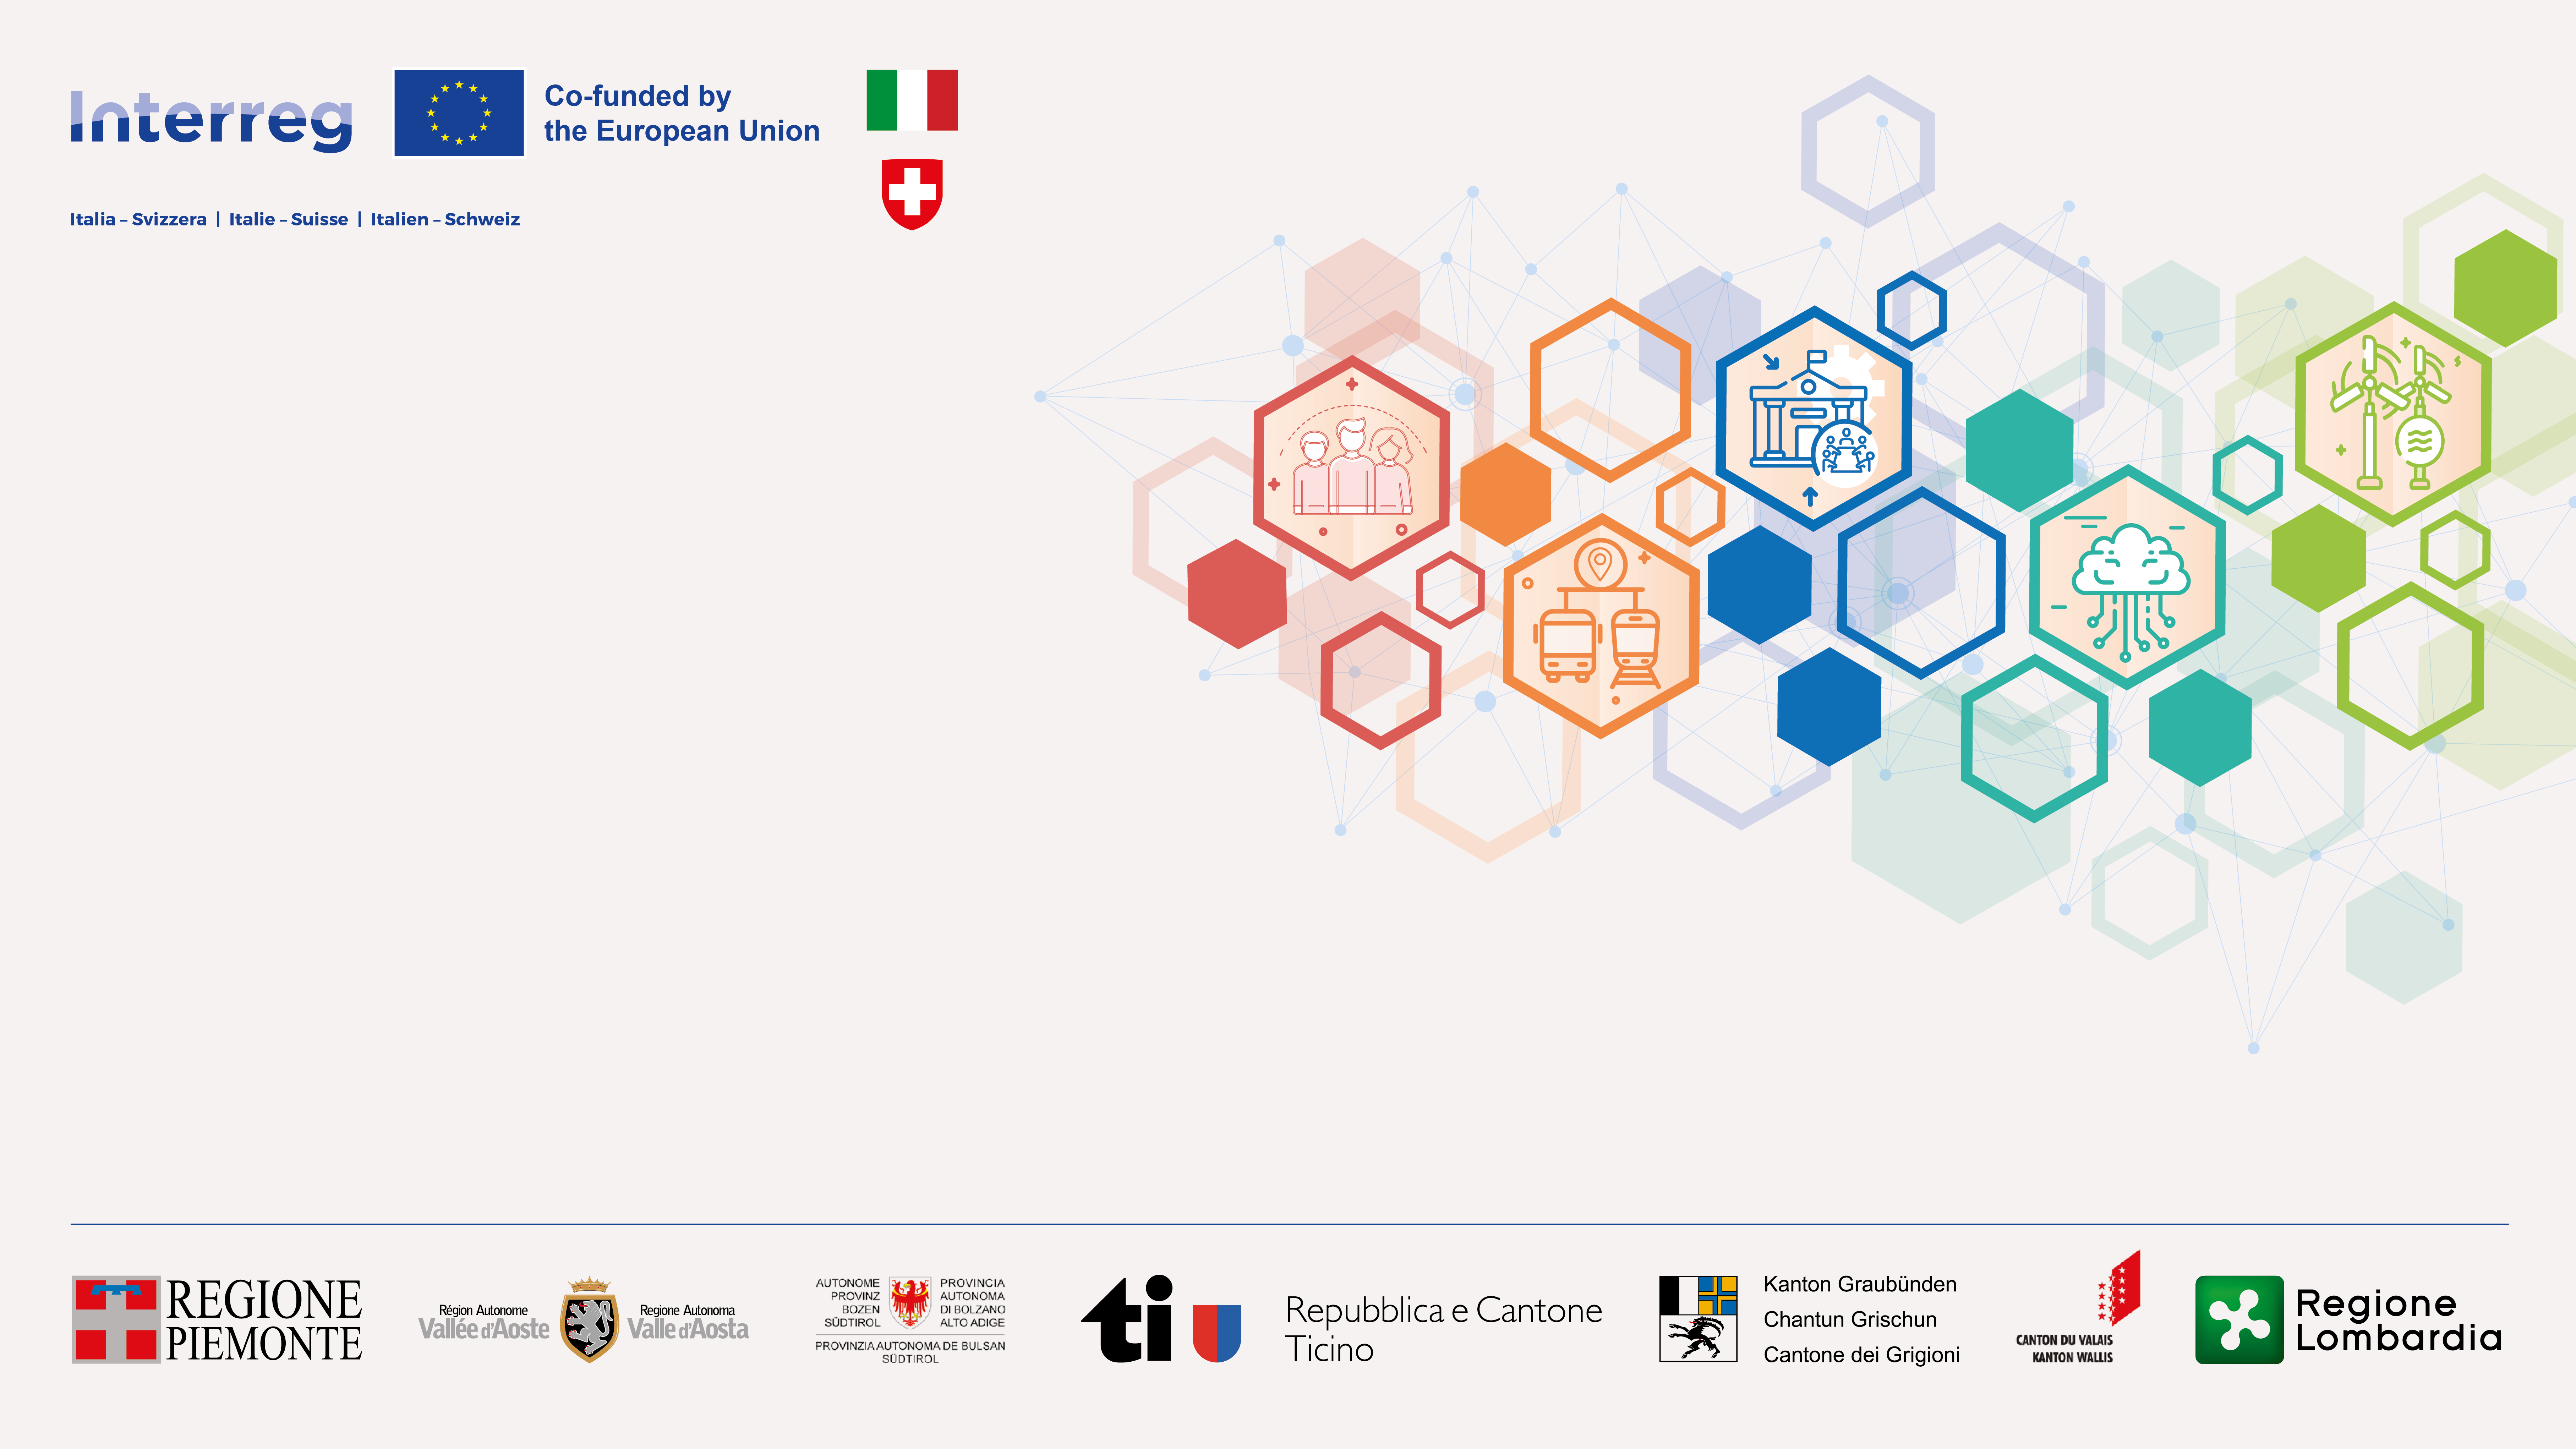 Interreg
Co-funded by
the European Union
Italia – Svizzera | Italie – Suisse | Italien – Schweiz
REGIONE
PIEMONTE
Région Autonome
Vallée d'Aoste
Regione Autonoma
Valle d'Aosta
AUTONOME
PROVINZ
BOZEN
SÜDTIROL
PROVINCIA
AUTONOMA
DI BOLZANO
ALTO ADIGE
PROVINZIA AUTONOMA DE BULSAN
SÜDTIROL
ti
Repubblica e Cantone
Ticino
Kanton Graubünden
Chantun Grischun
Cantone dei Grigioni
CANTON DU VALAIS
KANTON WALLIS
Regione
Lombardia